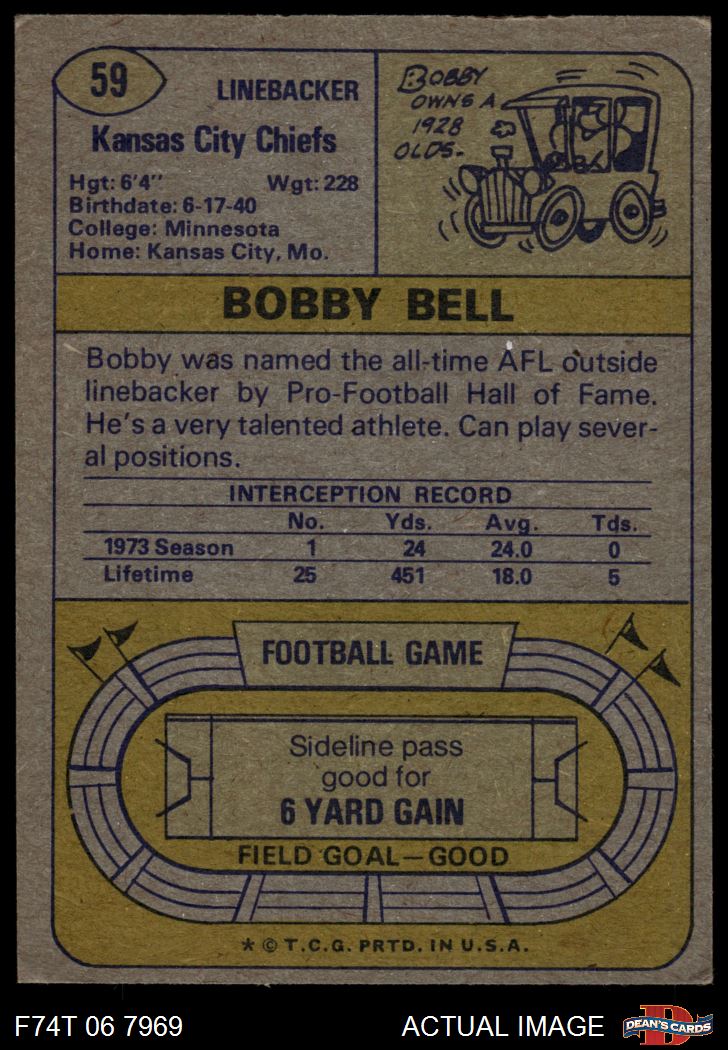 59
LINEBACKER
Kansas City Chiefs
Hgt: 6'4" Wgt: 228
Birthdate: 6-17-40
College: Minnesota
Home: Kansas City, Mo.
BOBBY
OWNS A
1928
OLDS.
BOBBY BELL
Bobby was named the all-time AFL outside
linebacker by Pro-Football Hall of Fame.
He's a very talented athlete. Can play sever-
al positions.
INTERCEPTION RECORD
No. Yds. Avg. Tds.
1973 Season 1 24 24.0 0
Lifetime 25 451 18.0 5
FOOTBALL GAME
Sideline pass
good for
6 YARD GAIN
FIELD GOAL—GOOD
* © T.C.G. PRTD. IN U.S.A.
F74T 06 7969 ACTUAL IMAGE
D
DEAN'S CARDS